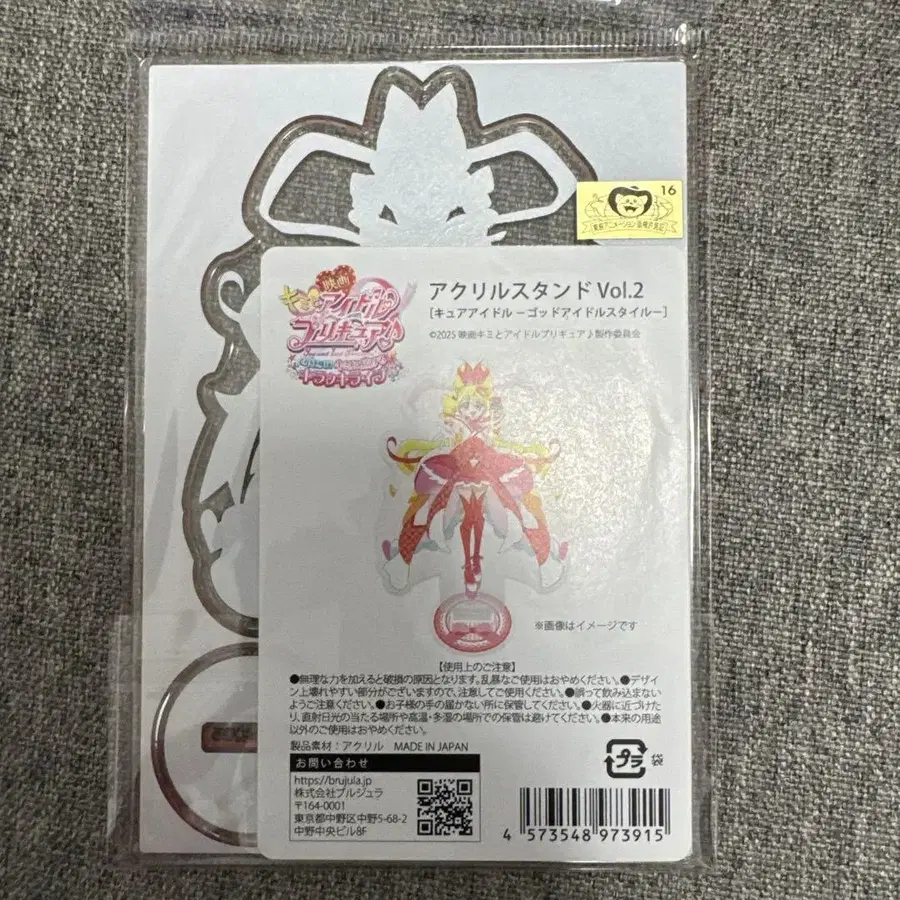 16
東映アニメーション
映画
キミと
アイドル
プリキュア♪
アクリルスタンド Vol.2
[キュアアイドル －ゴッドアイドルスタイル－]
©2025 映画キミとアイドルプリキュア♪製作委員会
※画像はイメージです
【使用上のご注意】
●無理な力を加えると破損の原因となります。乱暴なご使用はおやめください。●デザイ
ン上壊れやすい部分がございますので、注意してご使用ください。●誤って飲み込まない
ようご注意ください。●お子様の手の届かない所に保管してください。●火器に近づけた
り、直射日光の当たる場所や高温・多湿の場所での保管は避けてください。●本来の用途
以外のご使用はおやめください。
製品素材：アクリル MADE IN JAPAN
お問い合わせ
https://brujula.jp
株式会社ブルジュラ
〒164-0001
東京都中野区中野5-68-2
中野中央ビル8F
プラ
袋
4 573548 973915